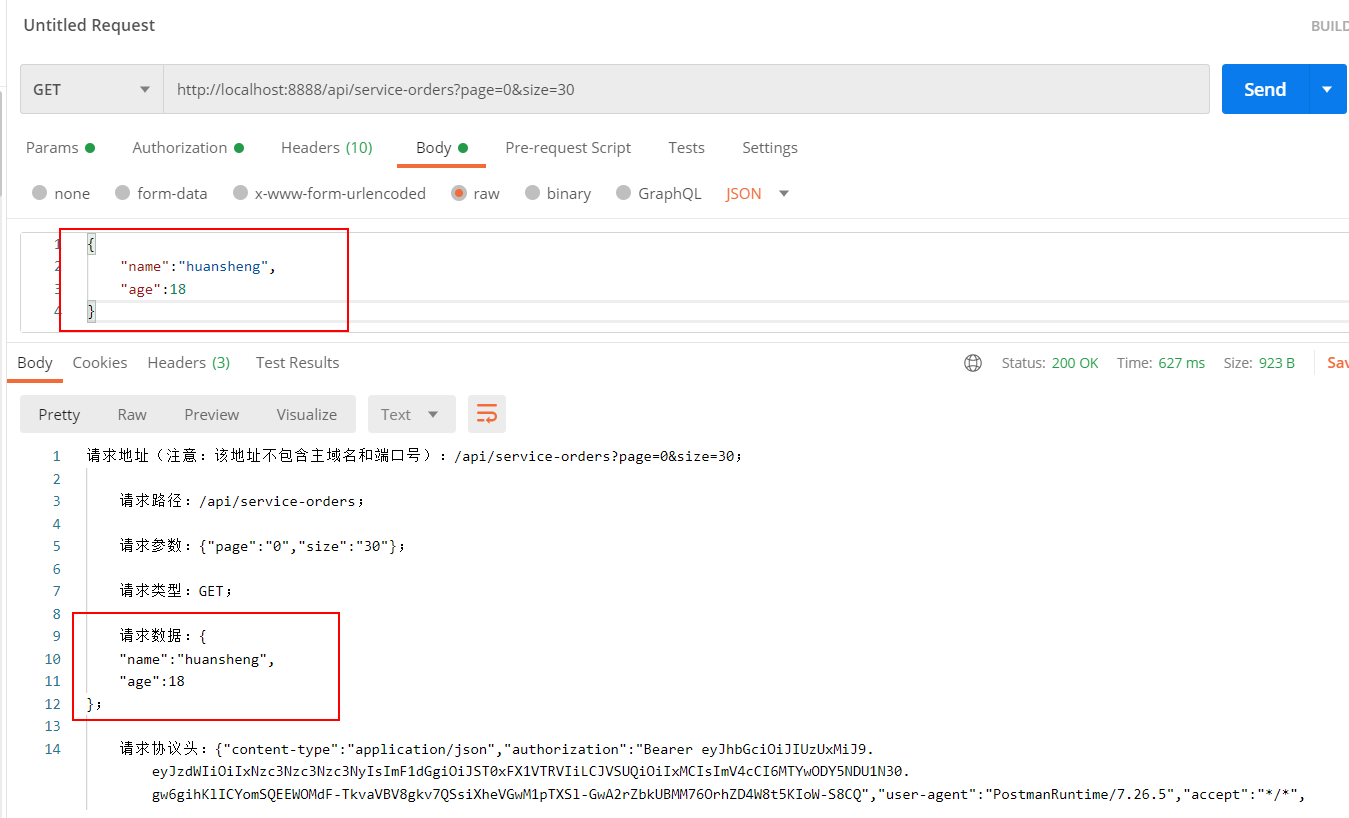 Untitled Request
BUILD
GET
http://localhost:8888/api/service-orders?page=0&size=30
Send
Params
Authorization
Headers (10)
Body
Pre-request Script
Tests
Settings
none
form-data
x-www-form-urlencoded
raw
binary
GraphQL
JSON
1 {
2 "name":"huansheng",
3 "age":18
4 }
Body
Cookies
Headers (3)
Test Results
Status: 200 OK
Time: 627 ms
Size: 923 B
Sav
Pretty
Raw
Preview
Visualize
Text
1 请求地址（注意：该地址不包含主域名和端口号）：/api/service-orders?page=0&size=30；
2
3 请求路径：/api/service-orders；
4
5 请求参数：{"page":"0","size":"30"}；
6
7 请求类型：GET；
8
9 请求数据：{
10 "name":"huansheng",
11 "age":18
12 }；
13
14 请求协议头：{"content-type":"application/json","authorization":"Bearer eyJhbGciOiJIUzUxMiJ9.
eyJzdWIiOiIxNzc3Nzc3Nzc3NyIsImF1dGgiOiJST0xFX1VTRVIiLCJVSUQiOiIxMCIsImV4cCI6MTYwODY5NDU1N30.
gw6gihKlICYomSQEEWOMdF-TkvaVBV8gkv7QSsiXheVGwM1pTXSl-GwA2rZbkUBMM76OrhZD4W8t5KIoW-S8CQ","user-agent":"PostmanRuntime/7.26.5","accept":"*/*",